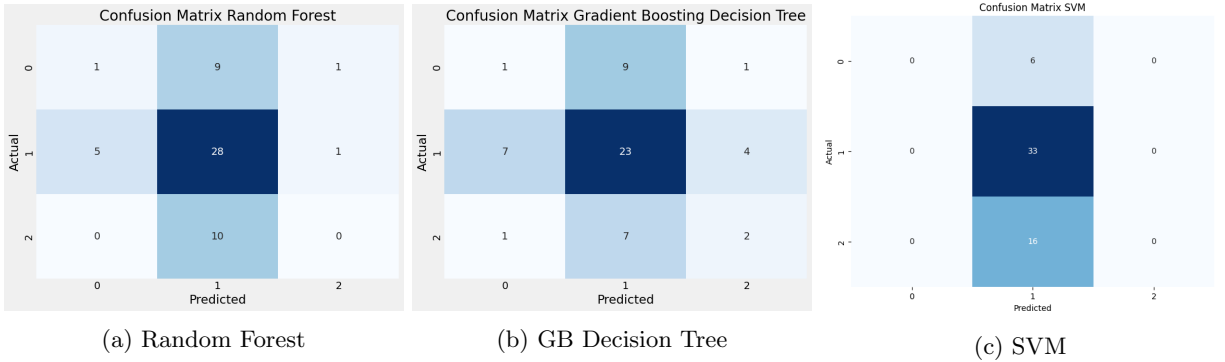 Confusion Matrix Random Forest
Actual
0 1 9 1
1 5 28 1
2 0 10 0
0 1 2
Predicted
(a) Random Forest
Confusion Matrix Gradient Boosting Decision Tree
Actual
0 1 9 1
1 7 23 4
2 1 7 2
0 1 2
Predicted
(b) GB Decision Tree
Confusion Matrix SVM
Actual
0 0 6 0
1 0 33 0
2 0 16 0
0 1 2
Predicted
(c) SVM